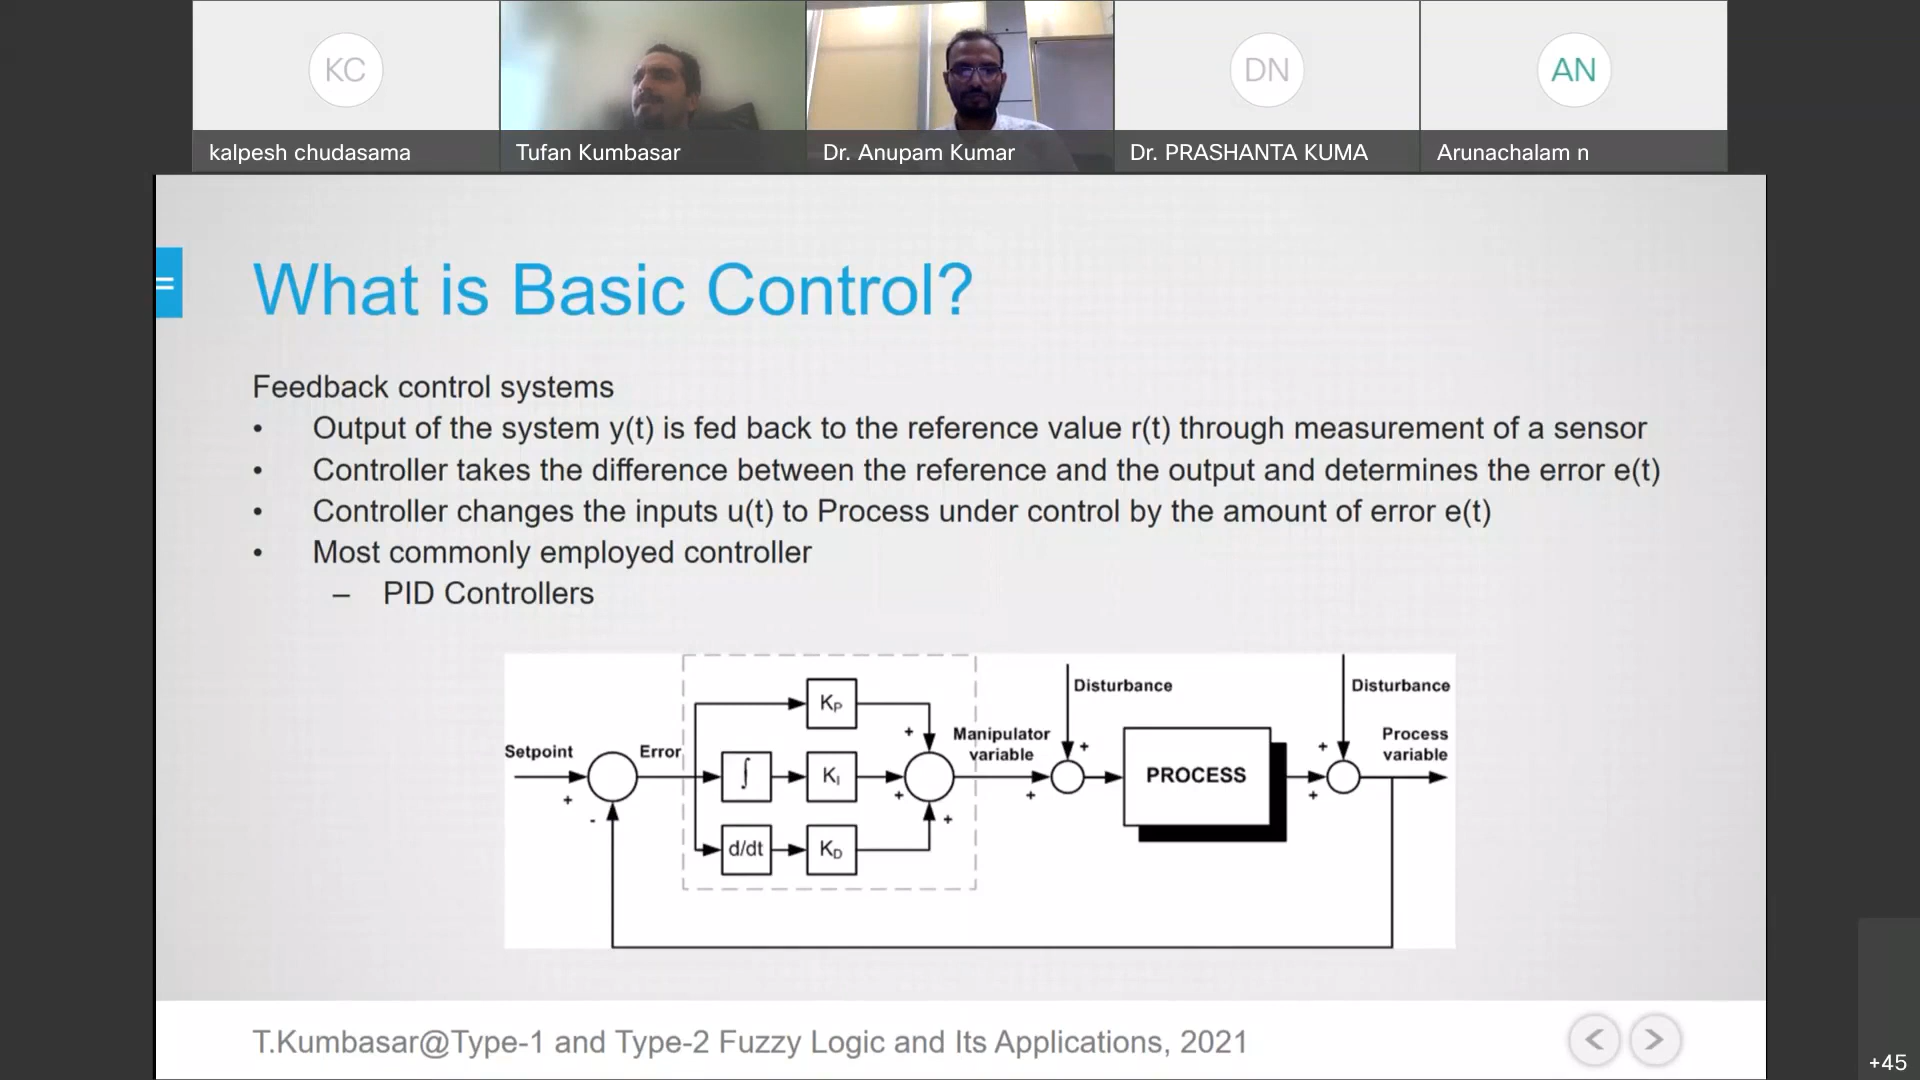 KC
DN
AN
kalpesh chudasama
Tufan Kumbasar
Dr. Anupam Kumar
Dr. PRASHANTA KUMA
Arunachalam n
What is Basic Control?
Feedback control systems
• Output of the system y(t) is fed back to the reference value r(t) through measurement of a sensor
• Controller takes the difference between the reference and the output and determines the error e(t)
• Controller changes the inputs u(t) to Process under control by the amount of error e(t)
• Most commonly employed controller
– PID Controllers
Setpoint
+
-
Error
KP
∫
KI
d/dt
KD
+
+
+
Manipulator
variable
+
Disturbance
+
PROCESS
Disturbance
+
+
Process
variable
T.Kumbasar@Type-1 and Type-2 Fuzzy Logic and Its Applications, 2021
< >
+45